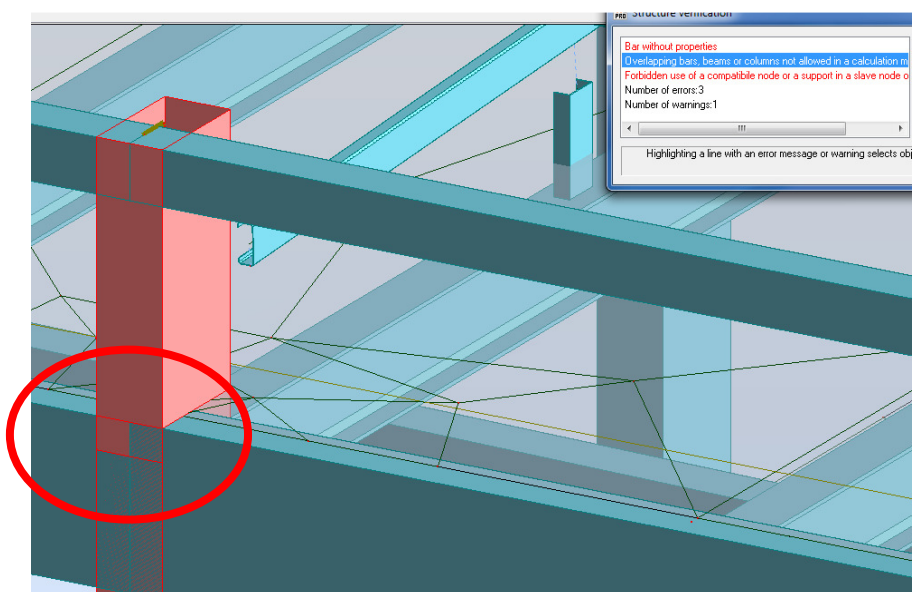 PRO Structure verification
Bar without properties
Overlapping bars, beams or columns not allowed in a calculation m
Forbidden use of a compatibile node or a support in a slave node o
Number of errors:3
Number of warnings:1
Highlighting a line with an error message or warning selects obj